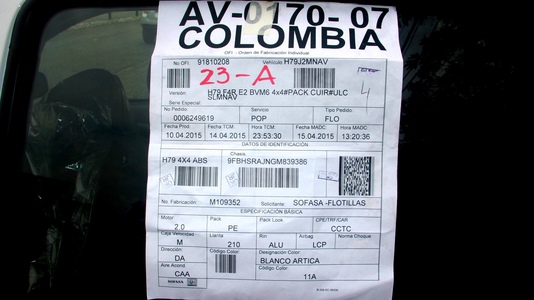 AV-0170- 07
COLOMBIA
OFI - Orden de Fabricación Individual
No OFI: 91810208 Vehículo: H79J2MNAV
23-A
4
Versión: H79 F4R E2 BVM6 4x4#PACK CUIR#ULC
SLMNAV
Serie Especial:
No Pedido: Servicio Tipo Pedido:
0006249619 POP FLO
Fecha Prod: Fecha TCM: Hora TCM: Fecha MADC: Hora MADC:
10.04.2015 14.04.2015 23:53:30 15.04.2015 13:20:36
DATOS DE IDENTIFICACIÓN
Chasis
H79 4X4 ABS 9FBHSRAJNGM839386
No. Fabricación: M109352 Solicitante: SOFASA -FLOTILLAS
ESPECIFICACIÓN BÁSICA
Motor Pack Pack Look CPE/TRF/CAR
2.0 PE CCTC
Caja Velocidad Llanta Rin Airbag Norma Choque
M 210 ALU LCP
Dirección Código Color: Designación Color:
DA BLANCO ARTICA
Aire Acond. Código Color:
CAA 11A